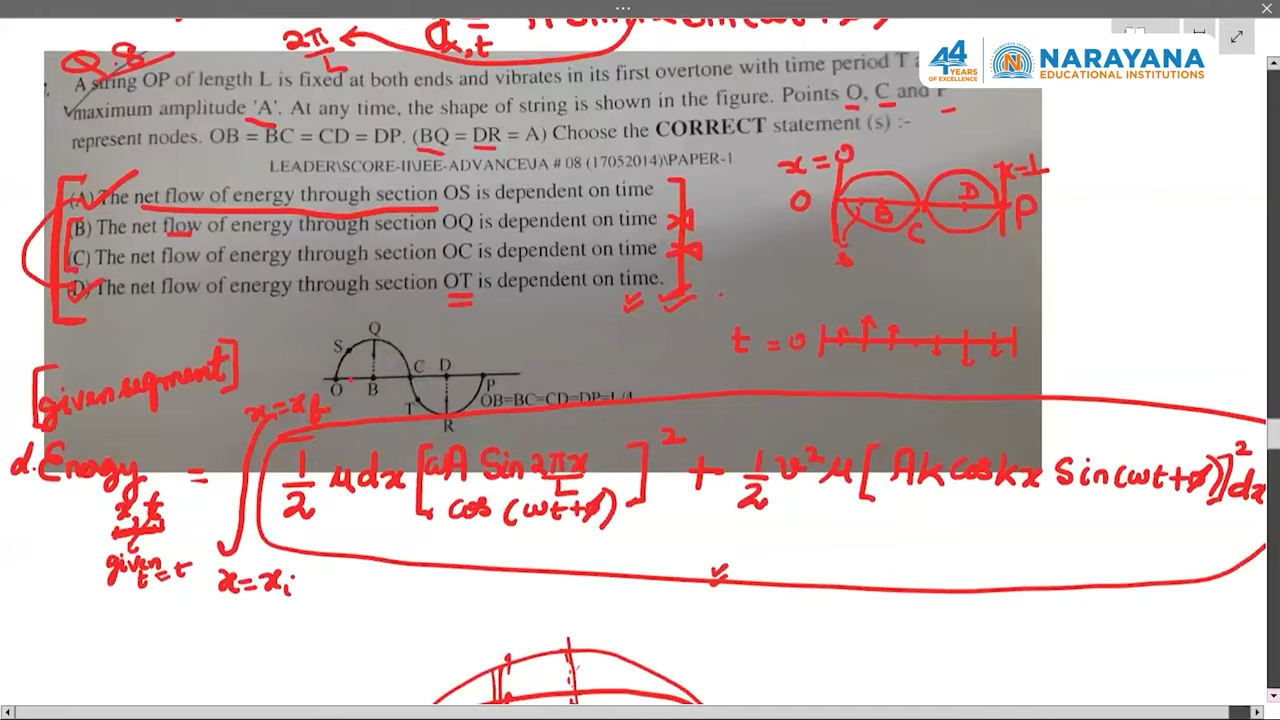 2π
L
x,t
Q.8
44
YEARS
OF EXCELLENCE
NARAYANA
EDUCATIONAL INSTITUTIONS
A string OP of length L is fixed at both ends and vibrates in its first overtone with time period T
maximum amplitude 'A'. At any time, the shape of string is shown in the figure. Points O, C and P
represent nodes. OB = BC = CD = DP. (BQ = DR = A) Choose the CORRECT statement (s) :-
LEADER\SCORE-II\JEE-ADVANCE\JA # 08 (17052014)\PAPER-1
(A) The net flow of energy through section OS is dependent on time
(B) The net flow of energy through section OQ is dependent on time
(C) The net flow of energy through section OC is dependent on time
(D) The net flow of energy through section OT is dependent on time.
x = 0
x=L
O B C D P
t = 0
Q
S
C D
O B P
T
OB=BC=CD=DP=L/4
R
[given segment]
x = xf
d. Energy = ∫ 1/2 μdx [ωA Sin 2πx/L cos(ωt+ϕ)]² + 1/2 v²μ [Ak cos kx Sin(ωt+ϕ)]² dx
x t
given
t = t
x = xi